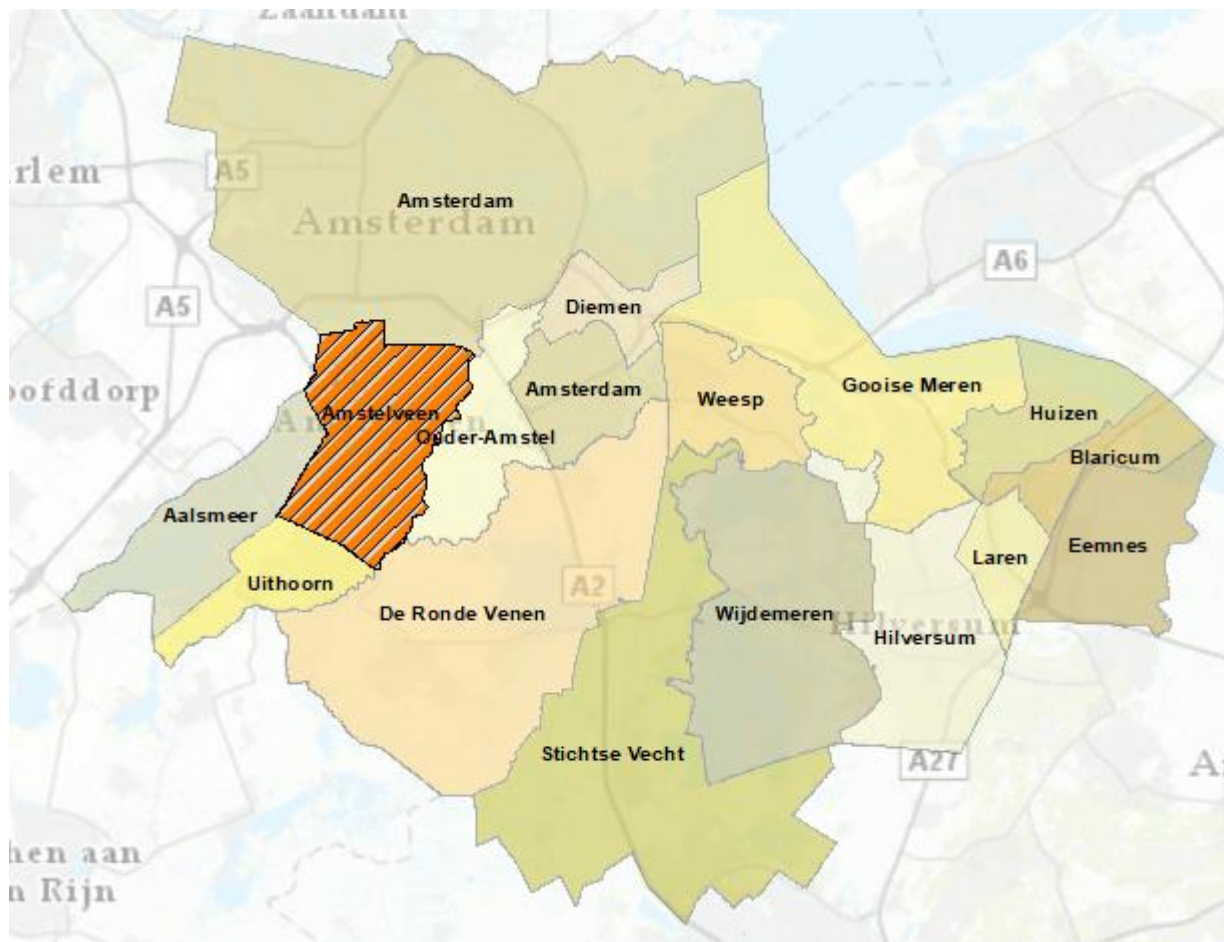 Zaandam
rlem
A5
Amsterdam
Amsterdam
A6
A5
Diemen
oofddorp
Amsterdam
Weesp
Gooise Meren
Amstelveen
Huizen
Ouder-Amstel
Blaricum
Aalsmeer
Eemnes
Laren
Uithoorn
A2
De Ronde Venen
Wijdemeren
Hilversum
Hilversum
Stichtse Vecht
A27
A
hen aan
n Rijn